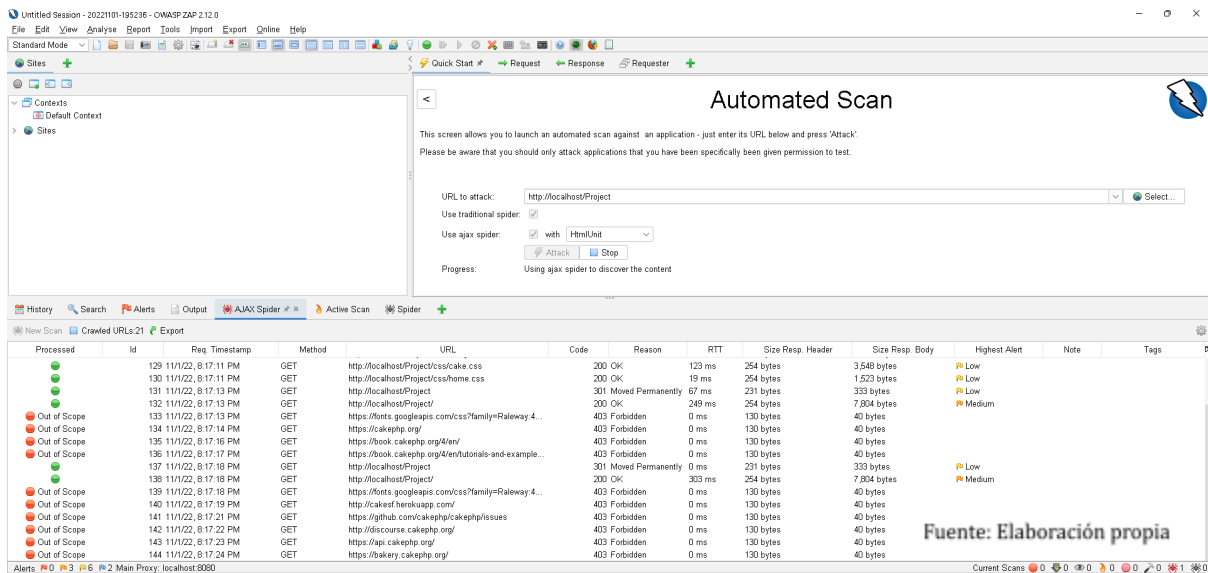 Untitled Session - 20221101-195236 - OWASP ZAP 2.12.0
File Edit View Analyse Report Tools Import Export Online Help
Standard Mode
Sites
Quick Start Request Response Requester
Contexts
Default Context
Sites
<
Automated Scan
This screen allows you to launch an automated scan against an application - just enter its URL below and press 'Attack'.
Please be aware that you should only attack applications that you have been specifically been given permission to test.
URL to attack: http://localhost/Project Select...
Use traditional spider:
Use ajax spider: with HtmlUnit
Attack Stop
Progress: Using ajax spider to discover the content
History Search Alerts Output AJAX Spider Active Scan Spider
New Scan Crawled URLs:21 Export
Processed Id Req. Timestamp Method URL Code Reason RTT Size Resp. Header Size Resp. Body Highest Alert Note Tags
129 11/1/22, 8:17:11 PM GET http://localhost/Project/css/cake.css 200 OK 123 ms 254 bytes 3,548 bytes Low
130 11/1/22, 8:17:11 PM GET http://localhost/Project/css/home.css 200 OK 19 ms 254 bytes 1,523 bytes Low
131 11/1/22, 8:17:13 PM GET http://localhost/Project 301 Moved Permanently 67 ms 231 bytes 333 bytes Low
132 11/1/22, 8:17:13 PM GET http://localhost/Project/ 200 OK 249 ms 254 bytes 7,804 bytes Medium
Out of Scope 133 11/1/22, 8:17:13 PM GET https://fonts.googleapis.com/css?family=Raleway:4... 403 Forbidden 0 ms 130 bytes 40 bytes
Out of Scope 134 11/1/22, 8:17:14 PM GET https://cakephp.org/ 403 Forbidden 0 ms 130 bytes 40 bytes
Out of Scope 135 11/1/22, 8:17:16 PM GET https://book.cakephp.org/4/en/ 403 Forbidden 0 ms 130 bytes 40 bytes
Out of Scope 136 11/1/22, 8:17:17 PM GET https://book.cakephp.org/4/en/tutorials-and-example... 403 Forbidden 0 ms 130 bytes 40 bytes
137 11/1/22, 8:17:18 PM GET http://localhost/Project 301 Moved Permanently 0 ms 231 bytes 333 bytes Low
138 11/1/22, 8:17:18 PM GET http://localhost/Project/ 200 OK 303 ms 254 bytes 7,804 bytes Medium
Out of Scope 139 11/1/22, 8:17:18 PM GET https://fonts.googleapis.com/css?family=Raleway:4... 403 Forbidden 0 ms 130 bytes 40 bytes
Out of Scope 140 11/1/22, 8:17:19 PM GET http://cakesf.herokuapp.com/ 403 Forbidden 0 ms 130 bytes 40 bytes
Out of Scope 141 11/1/22, 8:17:21 PM GET https://github.com/cakephp/cakephp/issues 403 Forbidden 0 ms 130 bytes 40 bytes
Out of Scope 142 11/1/22, 8:17:22 PM GET http://discourse.cakephp.org/ 403 Forbidden 0 ms 130 bytes 40 bytes
Out of Scope 143 11/1/22, 8:17:23 PM GET https://api.cakephp.org/ 403 Forbidden 0 ms 130 bytes 40 bytes
Out of Scope 144 11/1/22, 8:17:24 PM GET https://bakery.cakephp.org/ 403 Forbidden 0 ms 130 bytes 40 bytes
Fuente: Elaboración propia
Alerts 0 3 6 2 Main Proxy: localhost:8080 Current Scans 0 0 0 0 0 0 1 0